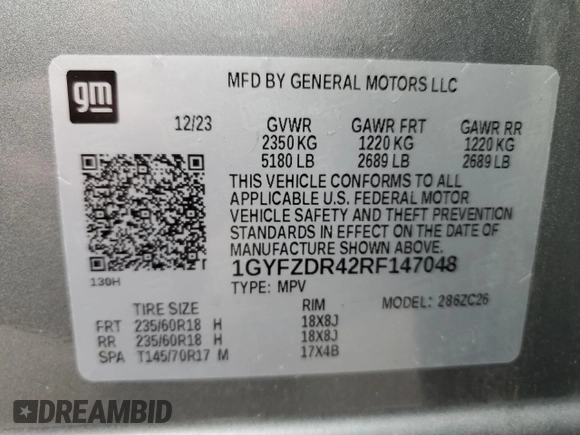 gm
MFD BY GENERAL MOTORS LLC
12/23 GVWR GAWR FRT GAWR RR
2350 KG 1220 KG 1220 KG
5180 LB 2689 LB 2689 LB
THIS VEHICLE CONFORMS TO ALL
APPLICABLE U.S. FEDERAL MOTOR
VEHICLE SAFETY AND THEFT PREVENTION
STANDARDS IN EFFECT ON THE DATE OF
MANUFACTURE SHOWN ABOVE.
1GYFZDR42RF147048
130H
TYPE: MPV MODEL: 286ZC26
TIRE SIZE RIM
FRT 235/60R18 H 18X8J
RR 235/60R18 H 18X8J
SPA T145/70R17 M 17X4B
DREAMBID